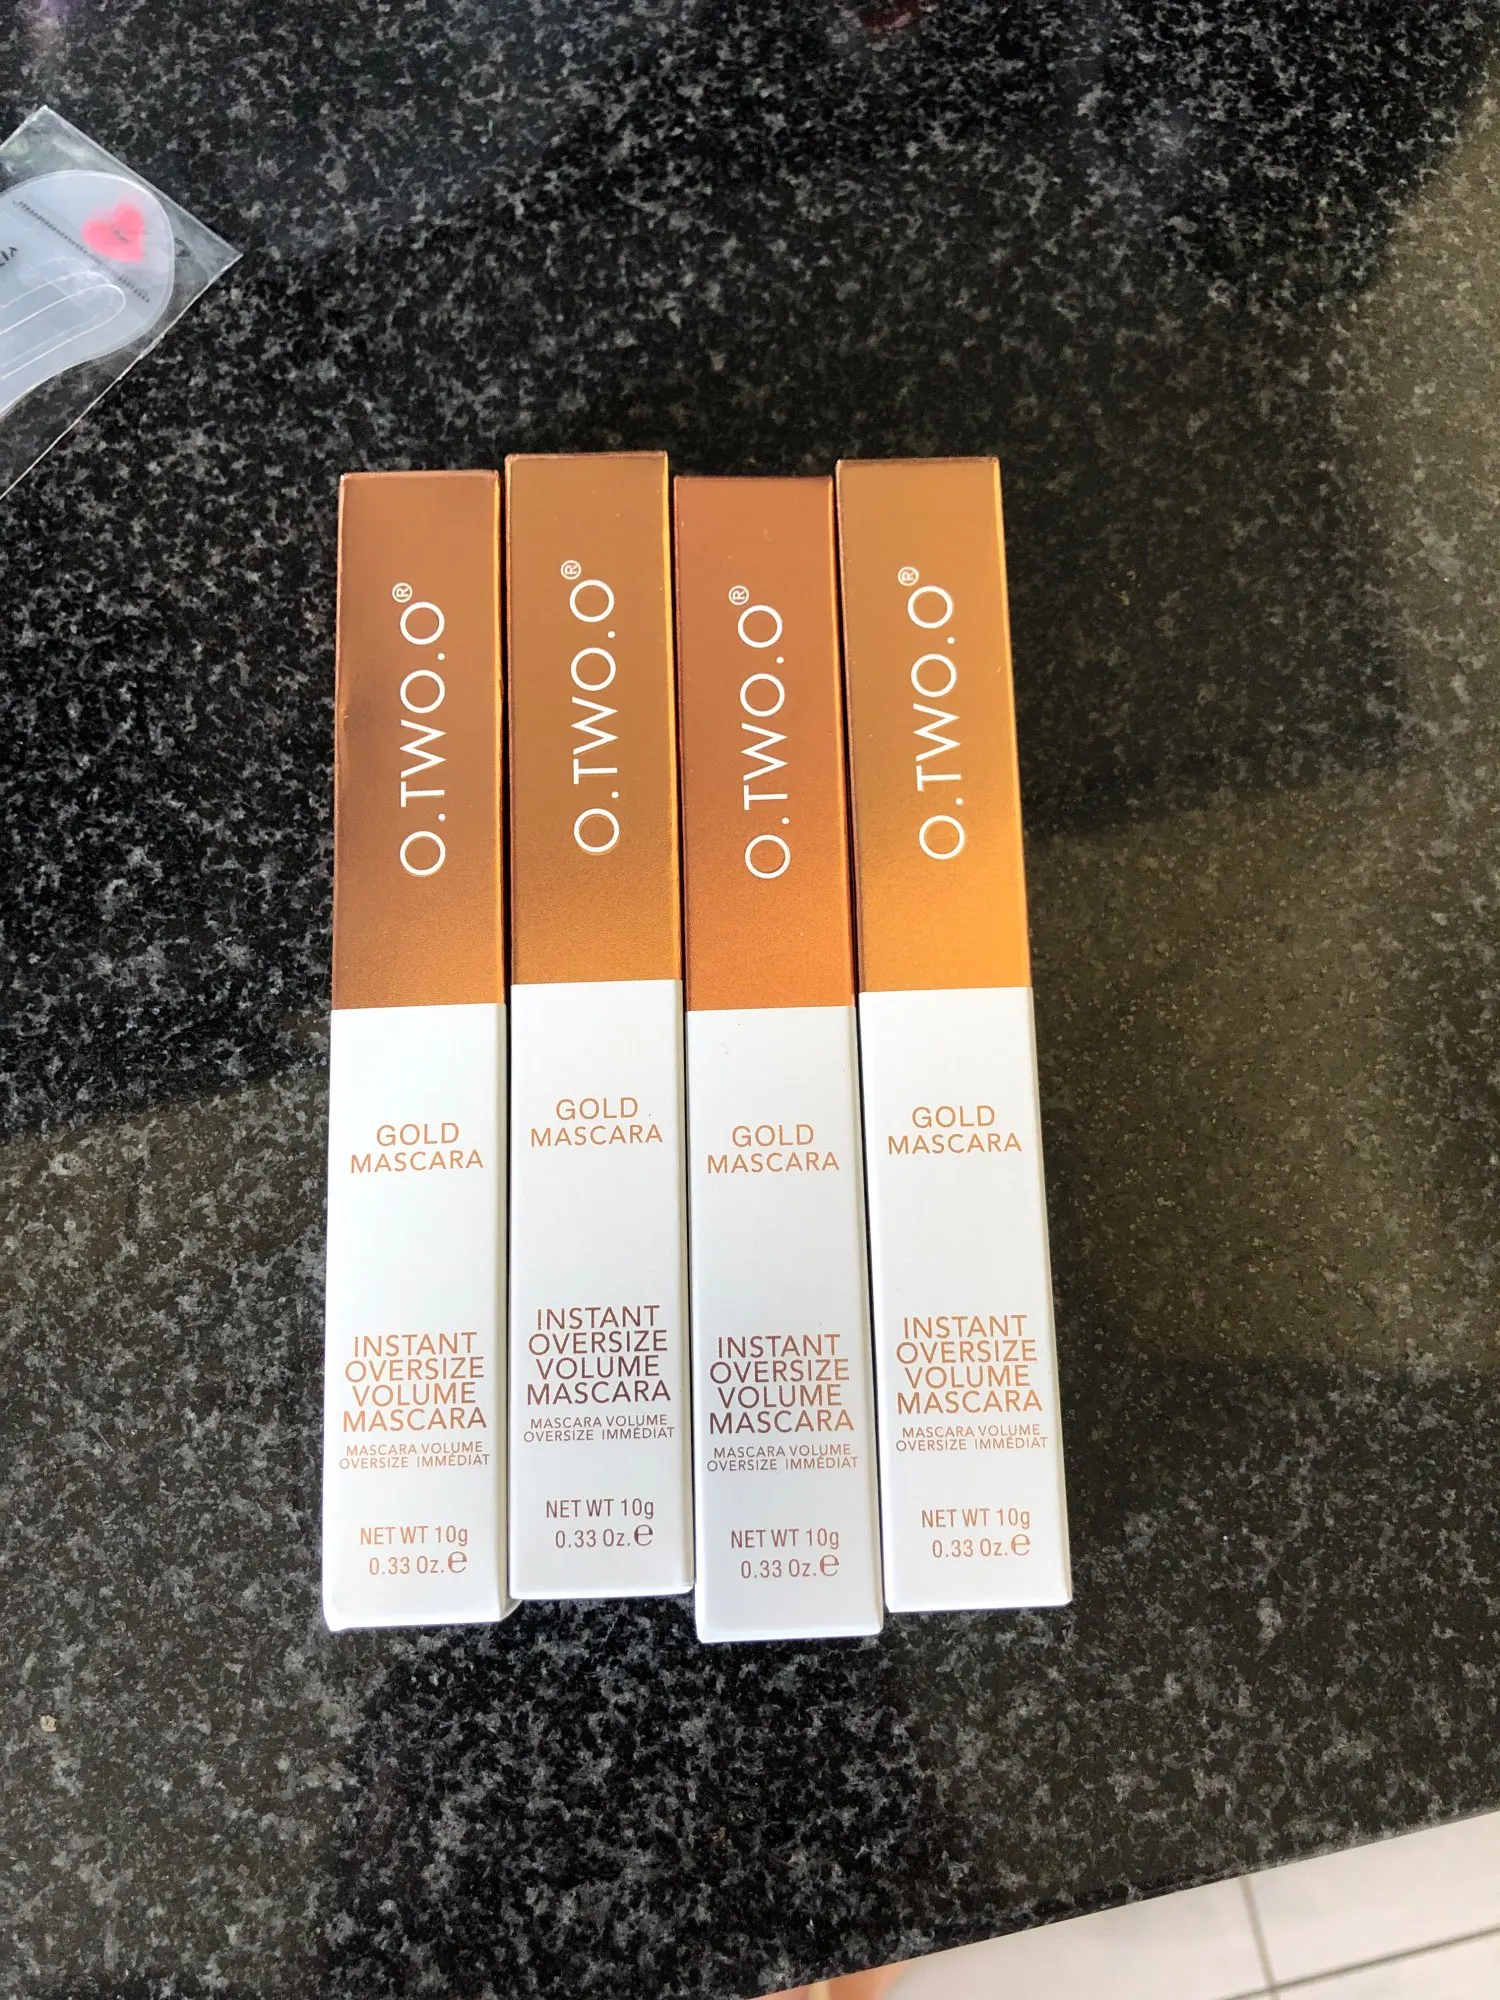 O.TWO.O®
GOLD
MASCARA
INSTANT
OVERSIZE
VOLUME
MASCARA
MASCARA VOLUME
OVERSIZE IMMÉDIAT
NET WT 10g
0.33 Oz.e
O.TWO.O®
GOLD
MASCARA
INSTANT
OVERSIZE
VOLUME
MASCARA
MASCARA VOLUME
OVERSIZE IMMÉDIAT
NET WT 10g
0.33 Oz.e
O.TWO.O®
GOLD
MASCARA
INSTANT
OVERSIZE
VOLUME
MASCARA
MASCARA VOLUME
OVERSIZE IMMÉDIAT
NET WT 10g
0.33 Oz.e
O.TWO.O®
GOLD
MASCARA
INSTANT
OVERSIZE
VOLUME
MASCARA
MASCARA VOLUME
OVERSIZE IMMÉDIAT
NET WT 10g
0.33 Oz.e